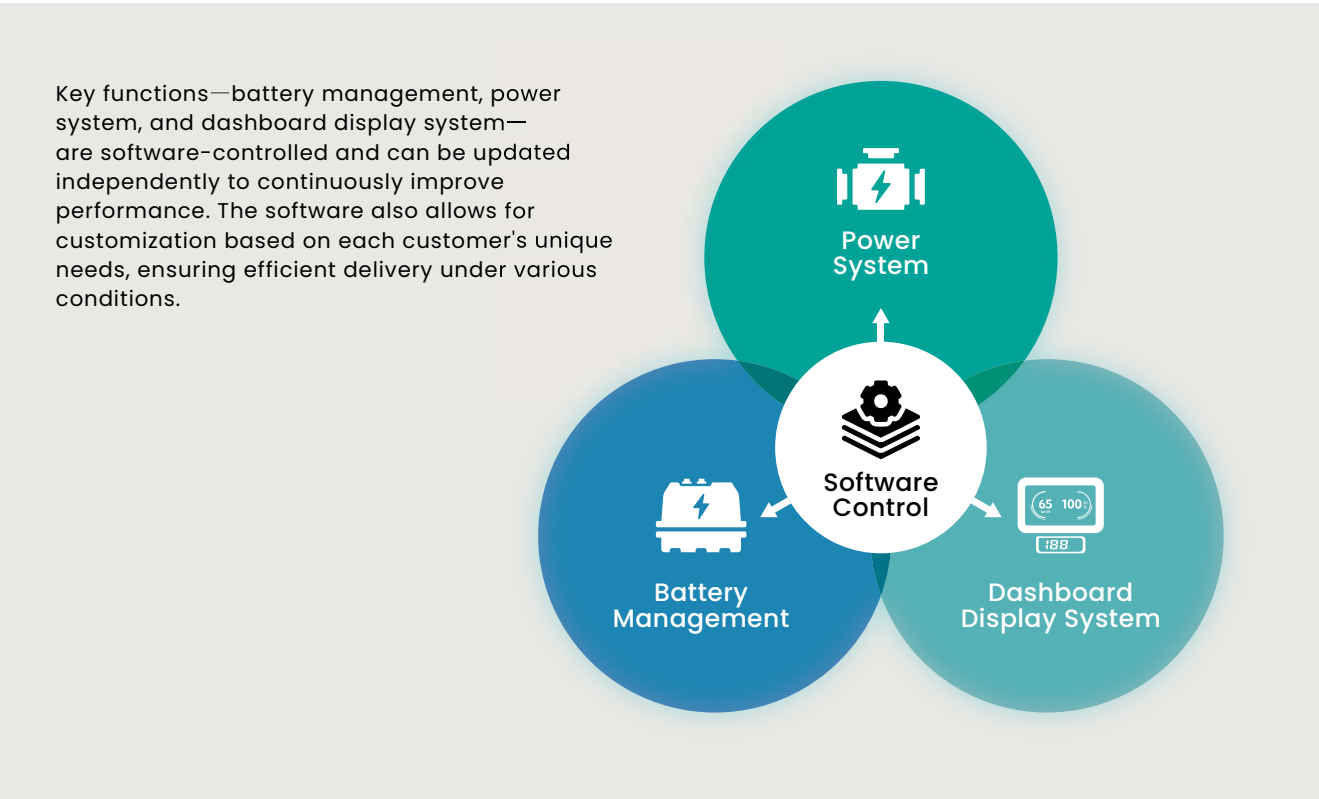 Key functions—battery management, power
system, and dashboard display system—
are software-controlled and can be updated
independently to continuously improve
performance. The software also allows for
customization based on each customer's unique
needs, ensuring efficient delivery under various
conditions.
Power
System
Software
Control
Battery
Management
65 100
188
Dashboard
Display System